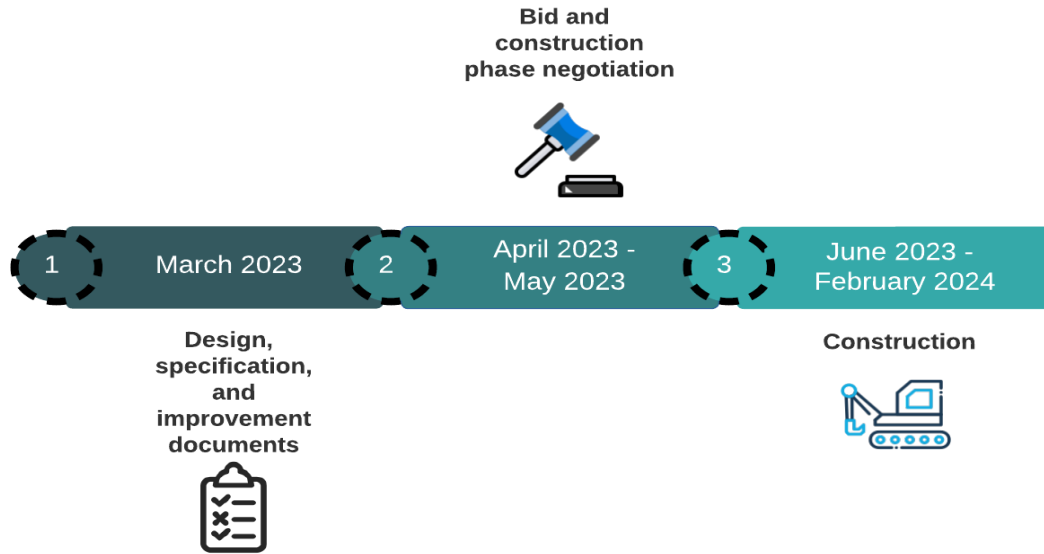 Bid and
construction
phase negotiation
1
March 2023
2
April 2023 -
May 2023
3
June 2023 -
February 2024
Design,
specification,
and
improvement
documents
Construction